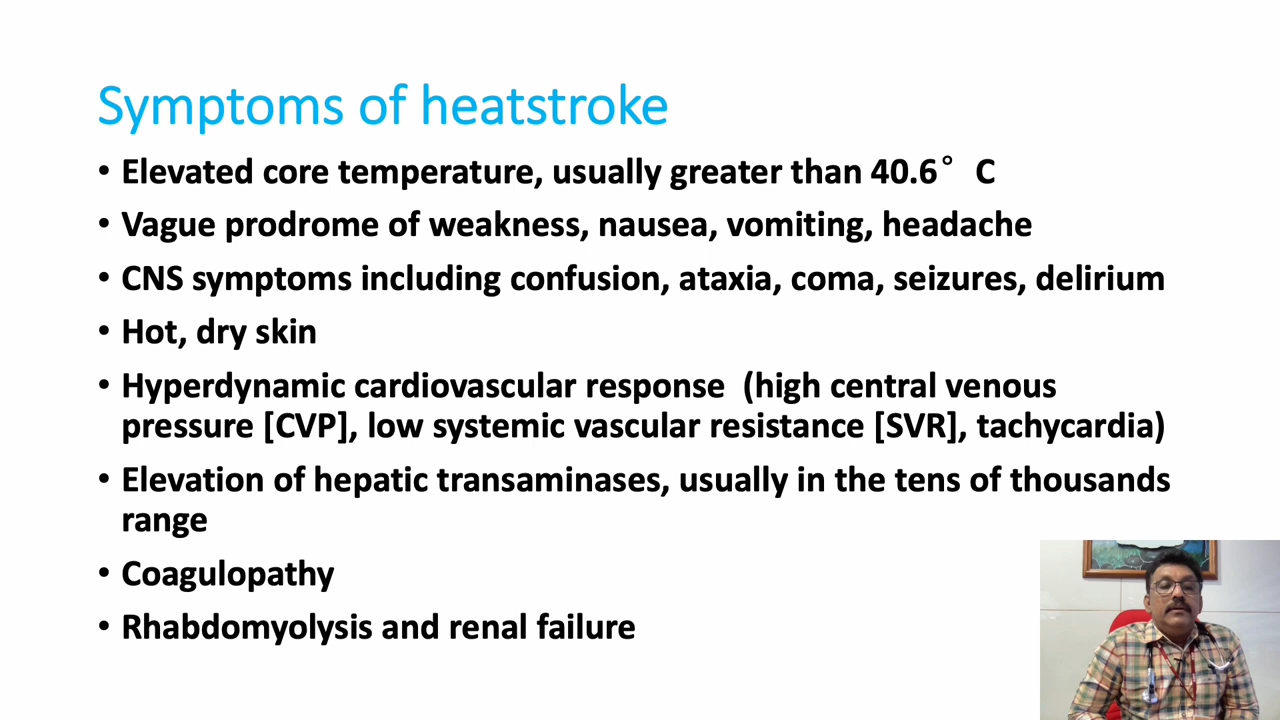 Symptoms of heatstroke
• Elevated core temperature, usually greater than 40.6° C
• Vague prodrome of weakness, nausea, vomiting, headache
• CNS symptoms including confusion, ataxia, coma, seizures, delirium
• Hot, dry skin
• Hyperdynamic cardiovascular response (high central venous
pressure [CVP], low systemic vascular resistance [SVR], tachycardia)
• Elevation of hepatic transaminases, usually in the tens of thousands
range
• Coagulopathy
• Rhabdomyolysis and renal failure